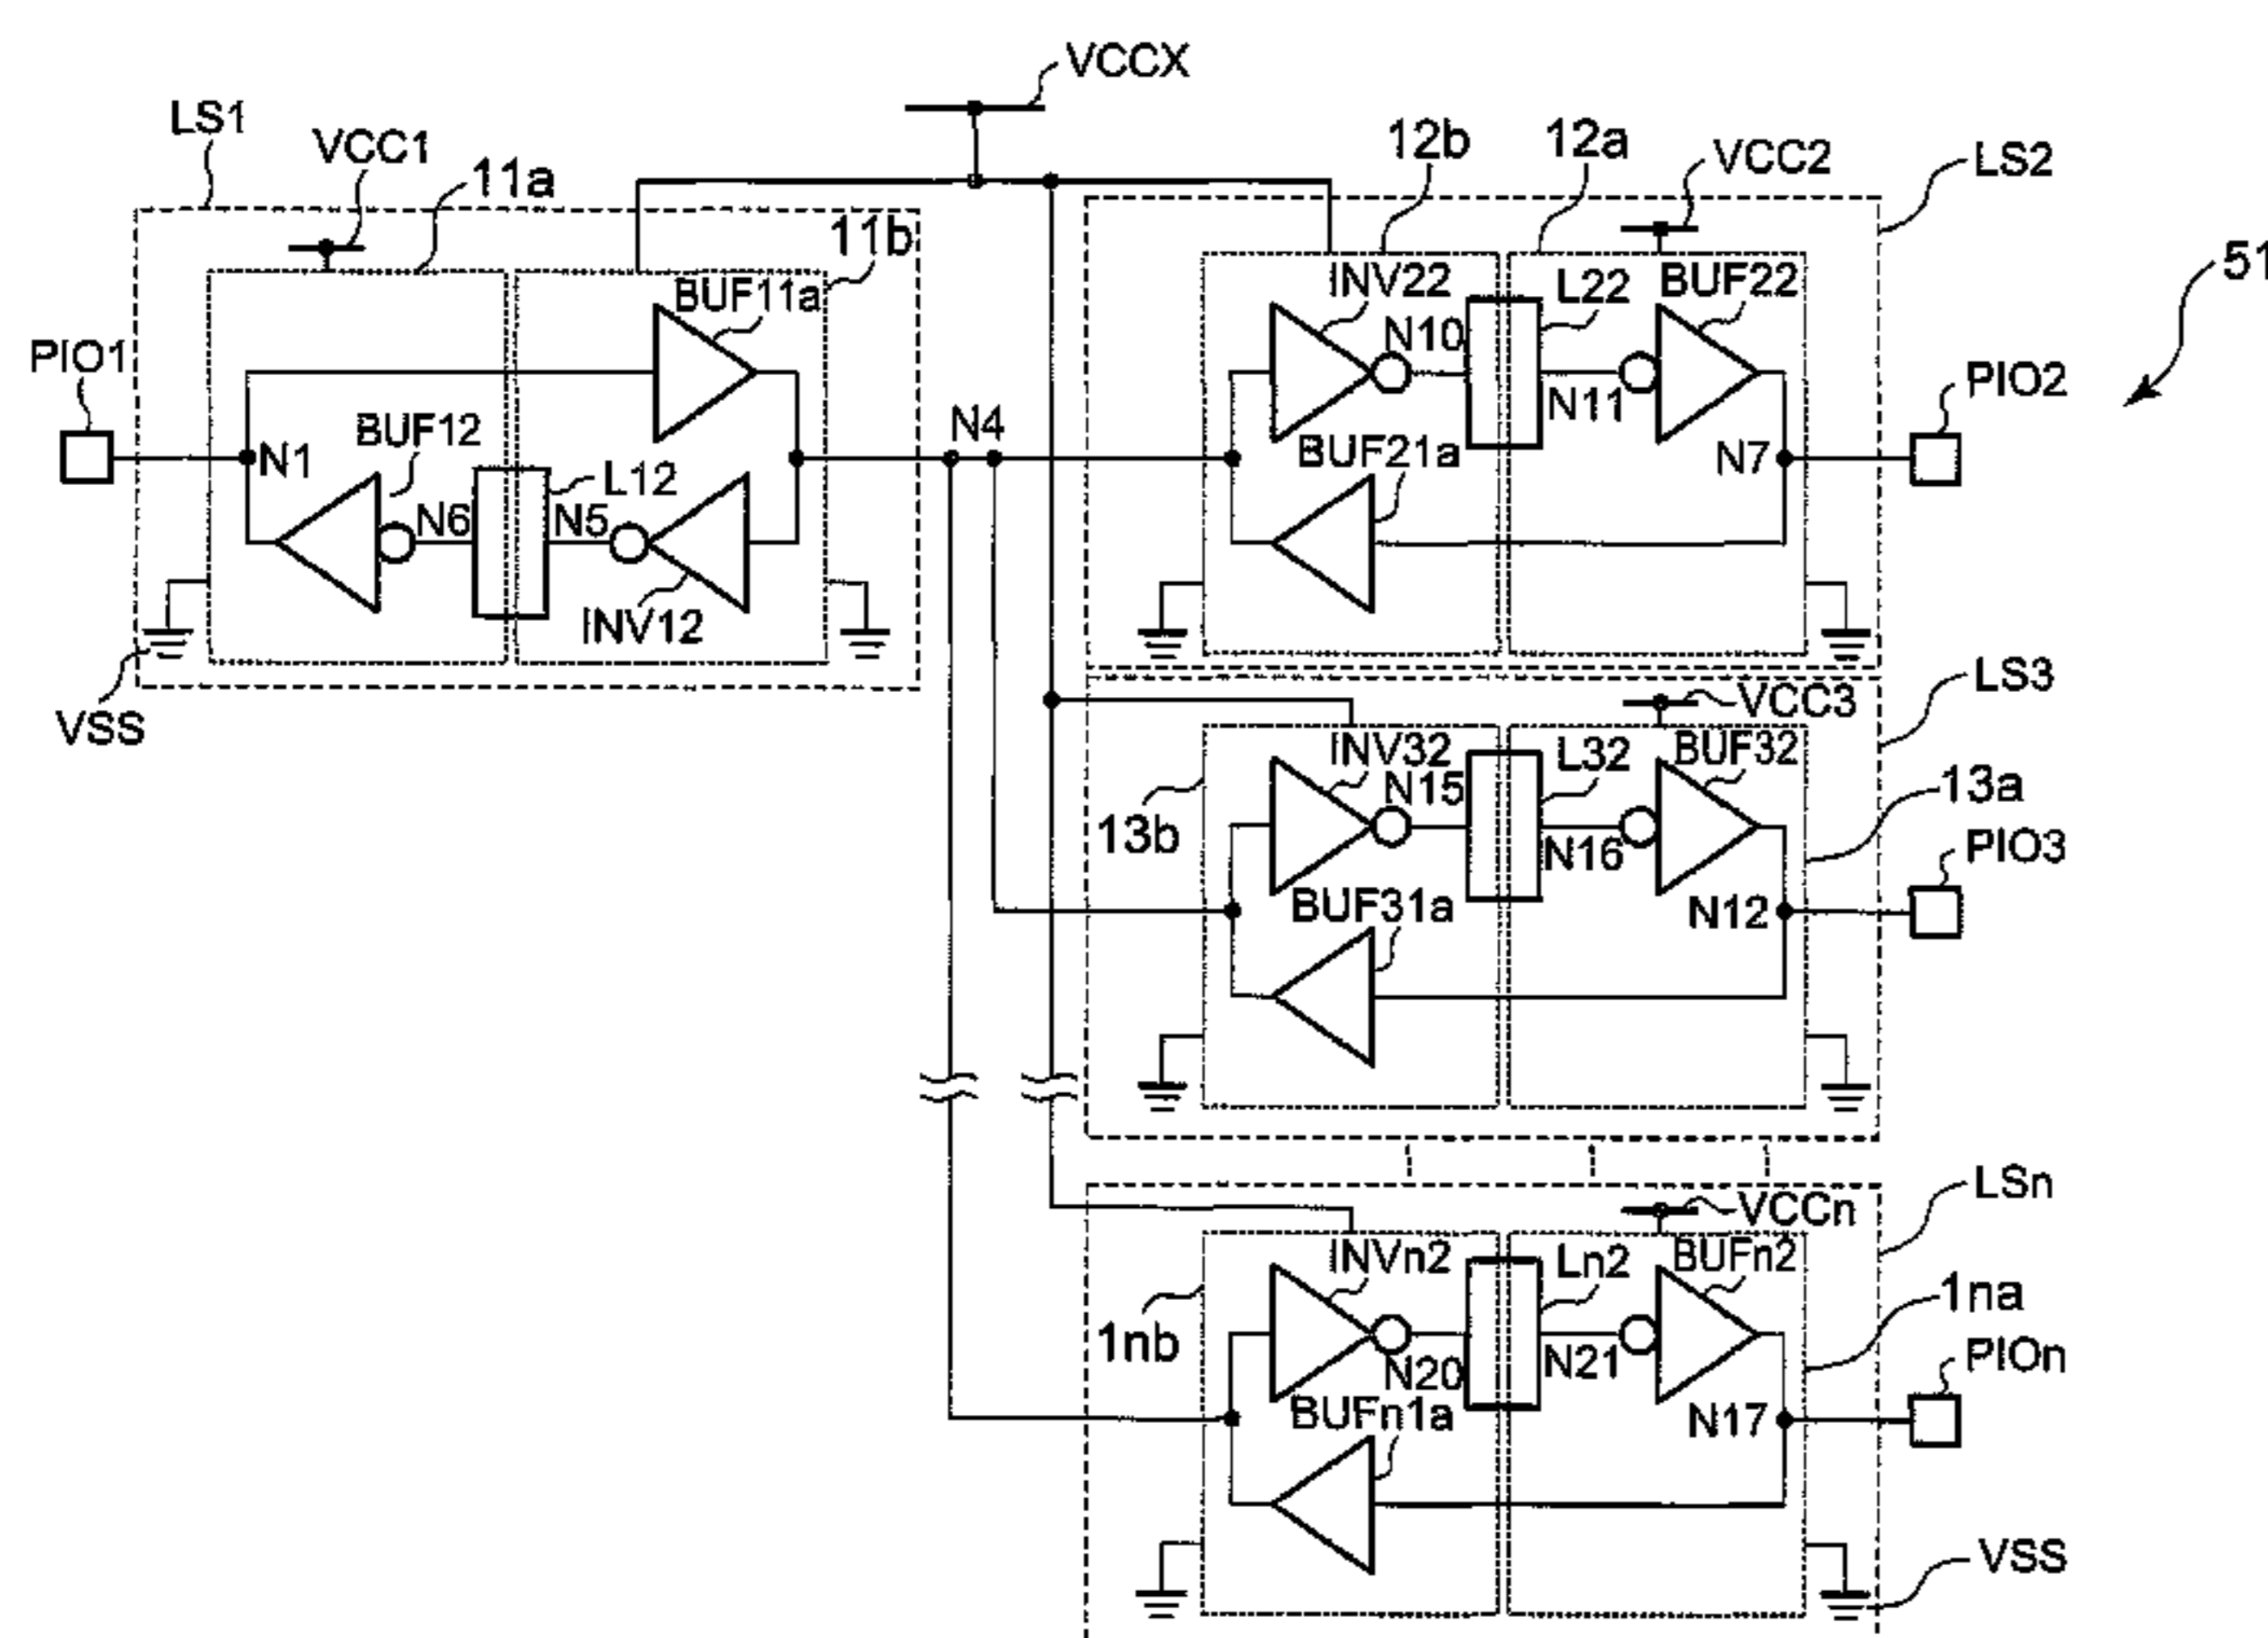 VCCX
LS1
VCC1
11a
11b
BUF11a
PIO1
N1
BUF12
N6
L12
N5
INV12
VSS
N4
12b
12a
VCC2
LS2
51
INV22
N10
L22
BUF22
N11
BUF21a
N7
PIO2
LS3
VCC3
INV32
N15
L32
BUF32
13a
13b
N16
BUF31a
N12
PIO3
LSn
VCCn
INVn2
Ln2
BUFn2
1na
1nb
N20
N21
BUFn1a
N17
PIOn
VSS